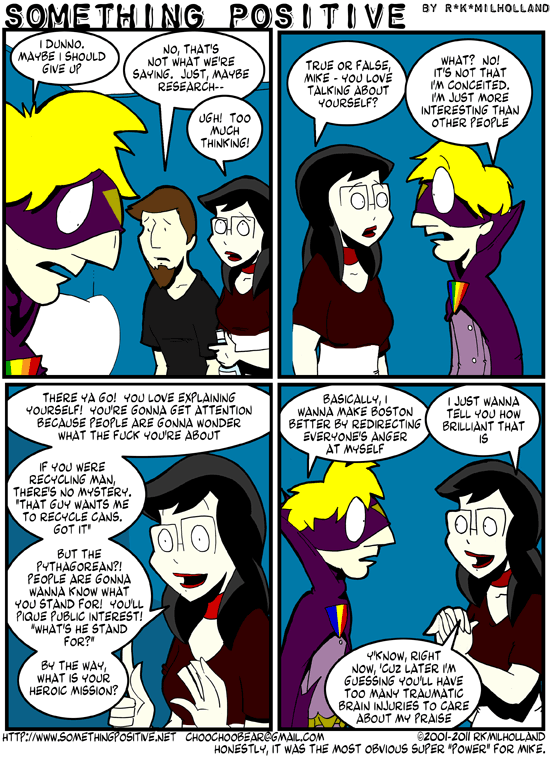 SOMETHING POSITIVE
BY R*K*MILHOLLAND
I DUNNO.
MAYBE I SHOULD
GIVE UP
NO, THAT'S
NOT WHAT WE'RE
SAYING. JUST, MAYBE
RESEARCH--
UGH! TOO
MUCH
THINKING!
TRUE OR FALSE,
MIKE - YOU LOVE
TALKING ABOUT
YOURSELF?
WHAT? NO!
IT'S NOT THAT
I'M CONCEITED.
I'M JUST MORE
INTERESTING THAN
OTHER PEOPLE
THERE YA GO! YOU LOVE EXPLAINING
YOURSELF! YOU'RE GONNA GET ATTENTION
BECAUSE PEOPLE ARE GONNA WONDER
WHAT THE FUCK YOU'RE ABOUT
IF YOU WERE
RECYCLING MAN,
THERE'S NO MYSTERY.
"THAT GUY WANTS ME
TO RECYCLE CANS.
GOT IT"
BUT THE
PYTHAGOREAN?!
PEOPLE ARE GONNA
WANNA KNOW WHAT
YOU STAND FOR! YOU'LL
PIQUE PUBLIC INTEREST!
"WHAT'S HE STAND
FOR?"
BY THE WAY,
WHAT IS YOUR
HEROIC MISSION?
BASICALLY, I
WANNA MAKE BOSTON
BETTER BY REDIRECTING
EVERYONE'S ANGER
AT MYSELF
I JUST WANNA
TELL YOU HOW
BRILLIANT THAT
IS
Y'KNOW, RIGHT
NOW, 'CUZ LATER I'M
GUESSING YOU'LL HAVE
TOO MANY TRAUMATIC
BRAIN INJURIES TO CARE
ABOUT MY PRAISE
HTTP://WWW.SOMETHINGPOSITIVE.NET CHOOCHOOBEAR@GMAIL.COM ©2001-2011 RKMILHOLLAND
HONESTLY, IT WAS THE MOST OBVIOUS SUPER "POWER" FOR MIKE.